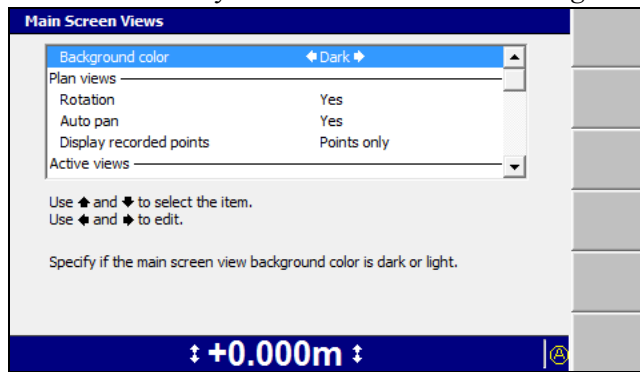 Main Screen Views
Background color Dark
Plan views
Rotation Yes
Auto pan Yes
Display recorded points Points only
Active views
Use 🡅 and 🡇 to select the item.
Use 🡄 and 🡆 to edit.
Specify if the main screen view background color is dark or light.
↕ +0.000m ↕
A